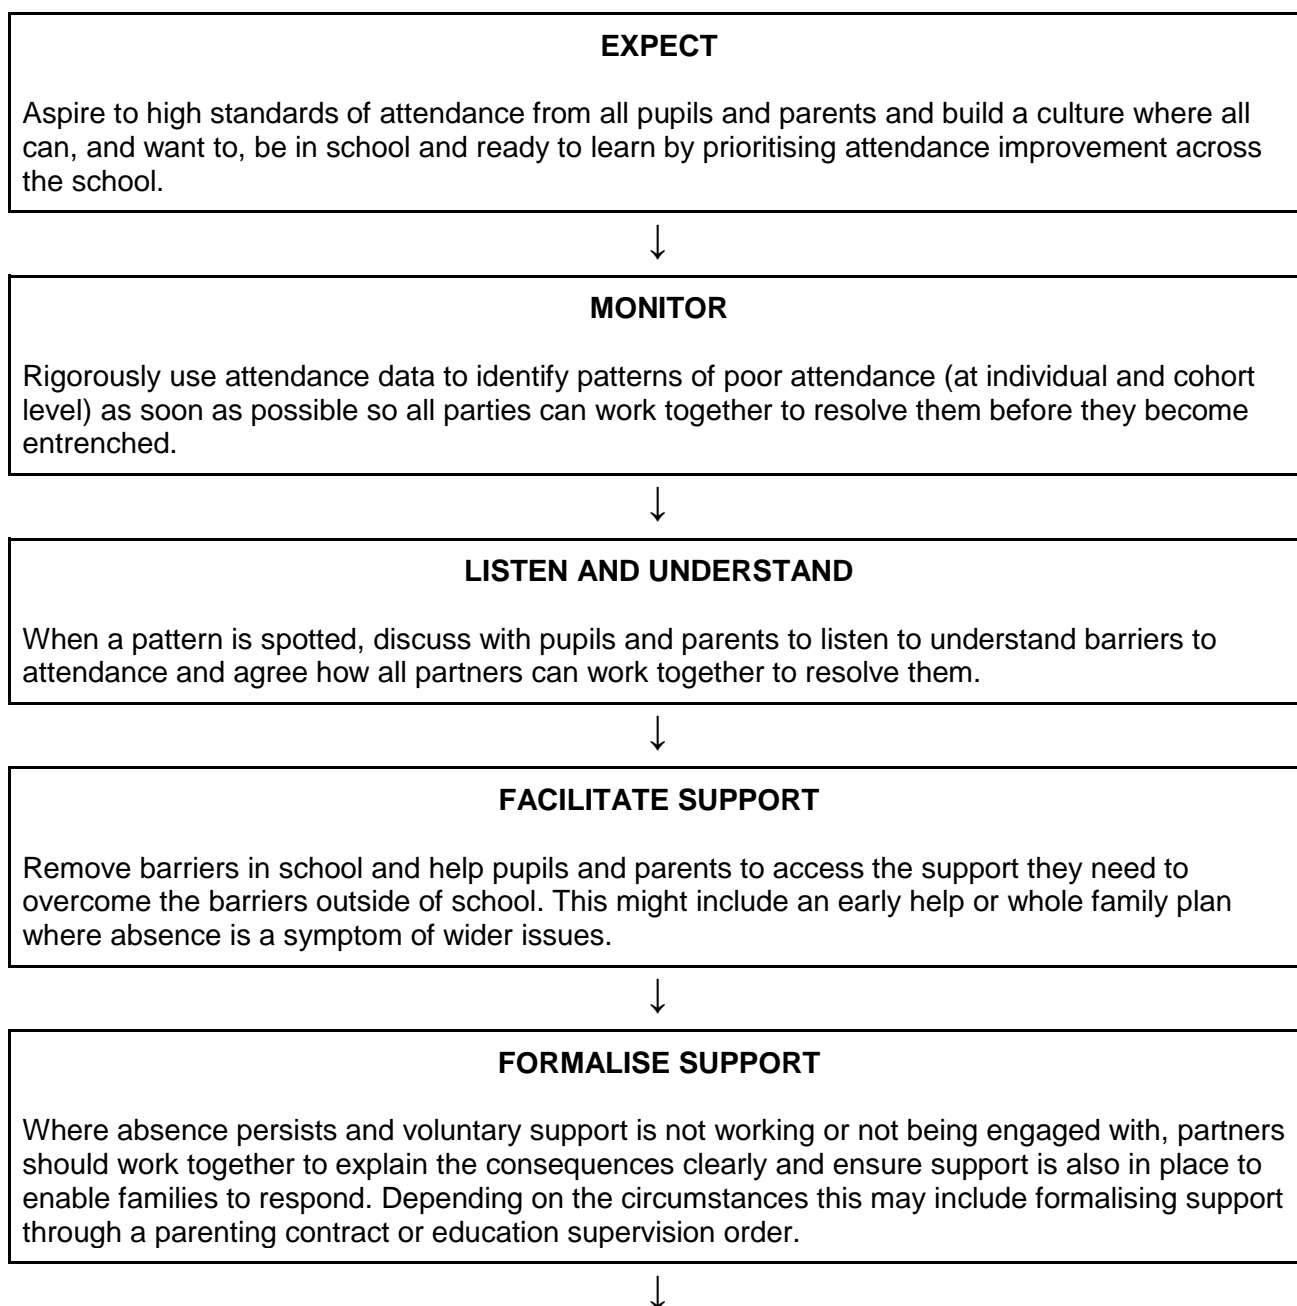 EXPECT
Aspire to high standards of attendance from all pupils and parents and build a culture where all
can, and want to, be in school and ready to learn by prioritising attendance improvement across
the school.
↓
MONITOR
Rigorously use attendance data to identify patterns of poor attendance (at individual and cohort
level) as soon as possible so all parties can work together to resolve them before they become
entrenched.
↓
LISTEN AND UNDERSTAND
When a pattern is spotted, discuss with pupils and parents to listen to understand barriers to
attendance and agree how all partners can work together to resolve them.
↓
FACILITATE SUPPORT
Remove barriers in school and help pupils and parents to access the support they need to
overcome the barriers outside of school. This might include an early help or whole family plan
where absence is a symptom of wider issues.
↓
FORMALISE SUPPORT
Where absence persists and voluntary support is not working or not being engaged with, partners
should work together to explain the consequences clearly and ensure support is also in place to
enable families to respond. Depending on the circumstances this may include formalising support
through a parenting contract or education supervision order.
↓